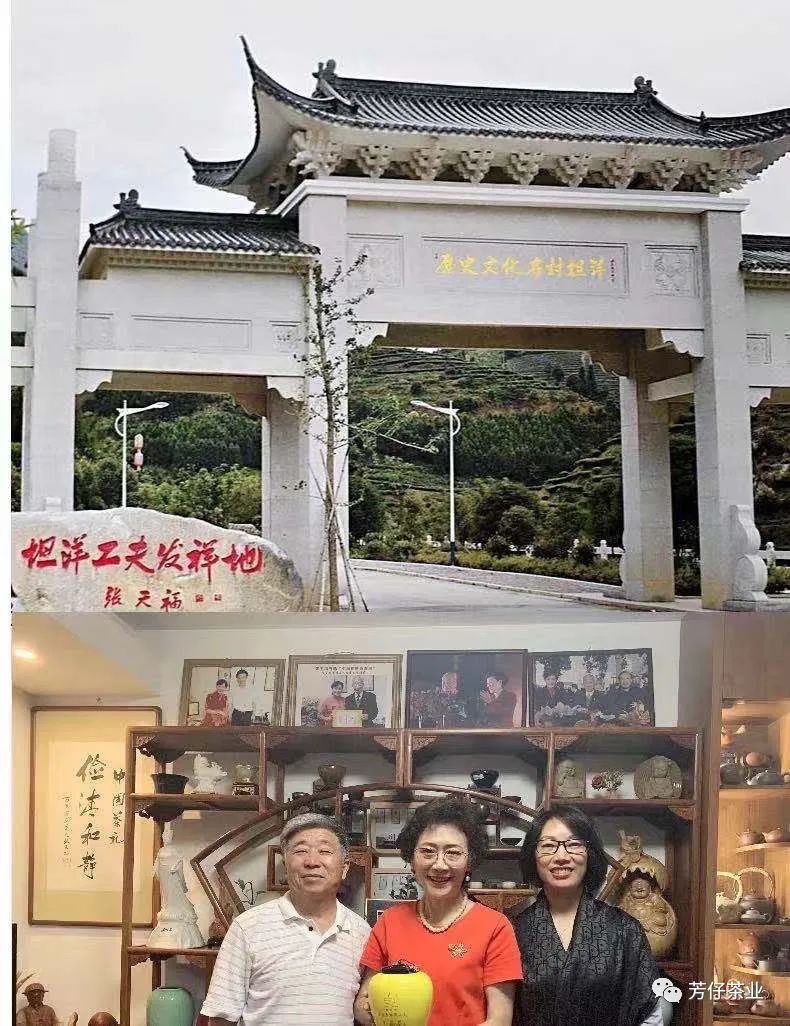 歷史文化名村坦洋
坦洋工夫发祥地
张天福
中国茶礼
俭清和静
芳仔茶业